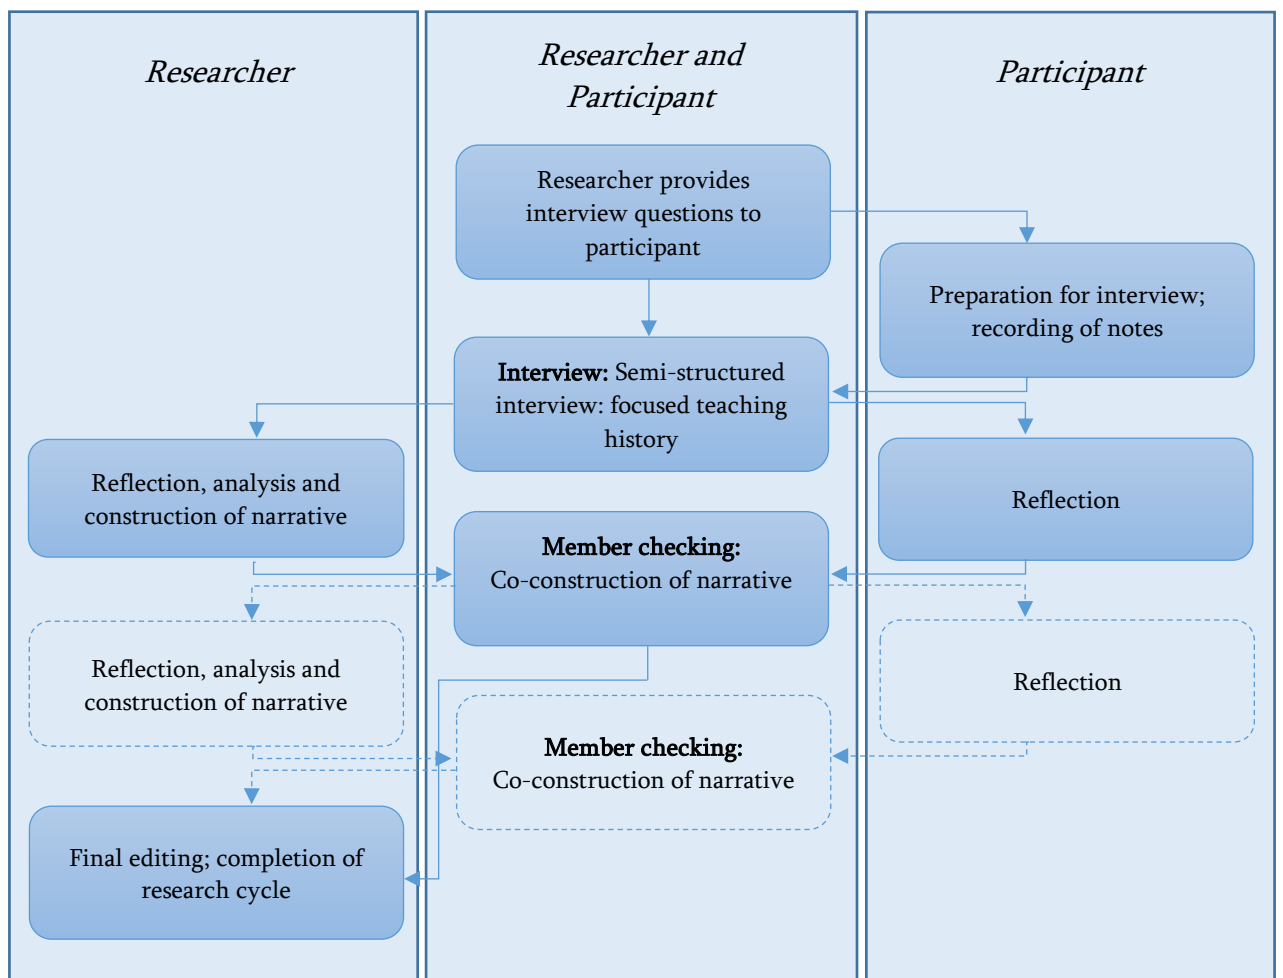 Researcher
Researcher and
Participant
Participant
Researcher provides
interview questions to
participant
Preparation for interview;
recording of notes
Interview: Semi-structured
interview: focused teaching
history
Reflection, analysis and
construction of narrative
Reflection
Member checking:
Co-construction of narrative
Reflection, analysis and
construction of narrative
Reflection
Member checking:
Co-construction of narrative
Final editing; completion of
research cycle